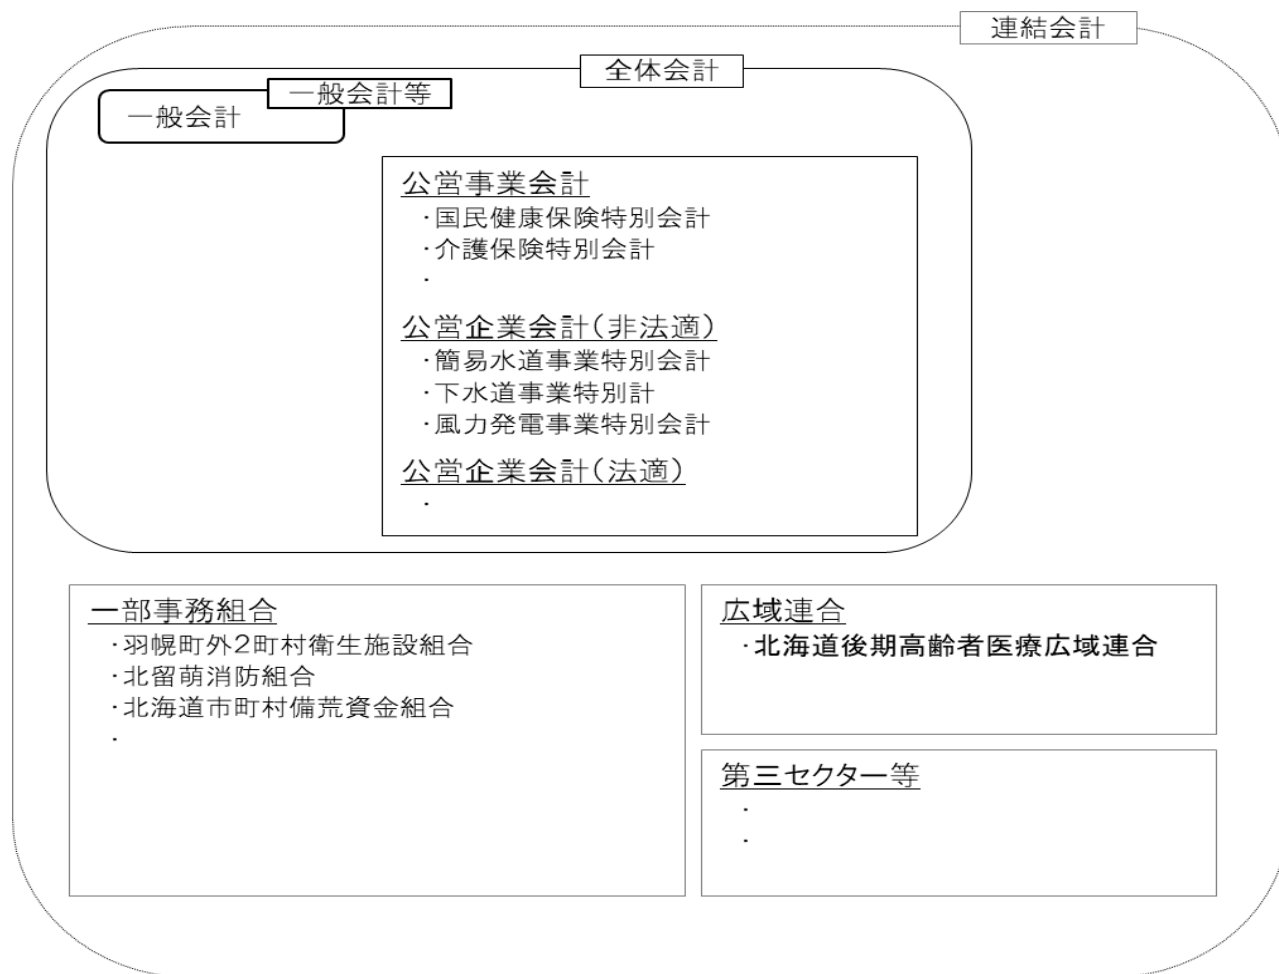 連結会計
全体会計
一般会計等
一般会計
公営事業会計
・国民健康保険特別会計
・介護保険特別会計
・
公営企業会計（非法適）
・簡易水道事業特別会計
・下水道事業特別計
・風力発電事業特別会計
公営企業会計（法適）
・
一部事務組合
・羽幌町外2町村衛生施設組合
・北留萌消防組合
・北海道市町村備荒資金組合
・
広域連合
・北海道後期高齢者医療広域連合
第三セクター等
・
・